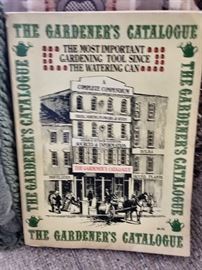 THE GARDENER'S CATALOGUE
THE MOST IMPORTANT
GARDENING TOOL SINCE
THE WATERING CAN
THE GARDENER'S CATALOGUE
THE GARDENER'S CATALOGUE
A COMPLETE COMPENDIUM
SOURCES & INFORMATION
BULBS
THE GARDENER'S CATALOGUE
THE GARDENER'S CATALOGUE